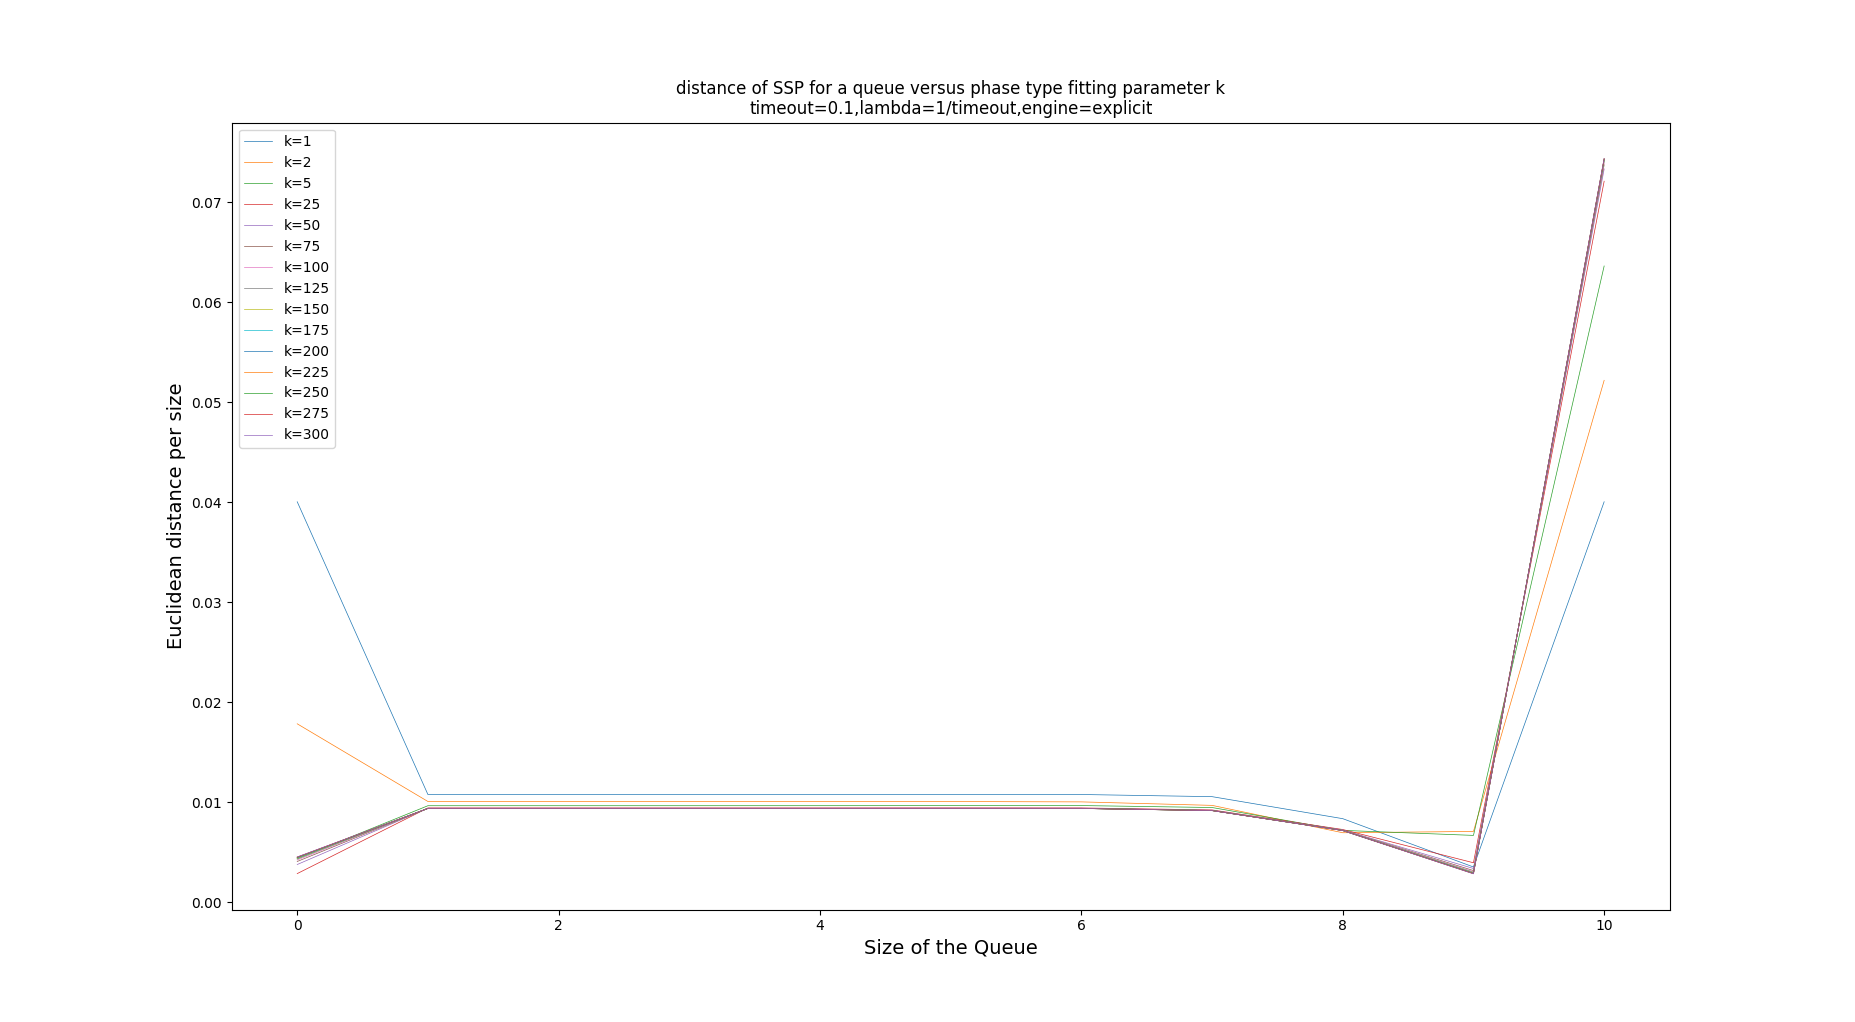 distance of SSP for a queue versus phase type fitting parameter k
timeout=0.1,lambda=1/timeout,engine=explicit
k=1
k=2
k=5
k=25
k=50
k=75
k=100
k=125
k=150
k=175
k=200
k=225
k=250
k=275
k=300
Euclidean distance per size
0.07
0.06
0.05
0.04
0.03
0.02
0.01
0.00
0
2
4
6
8
10
Size of the Queue